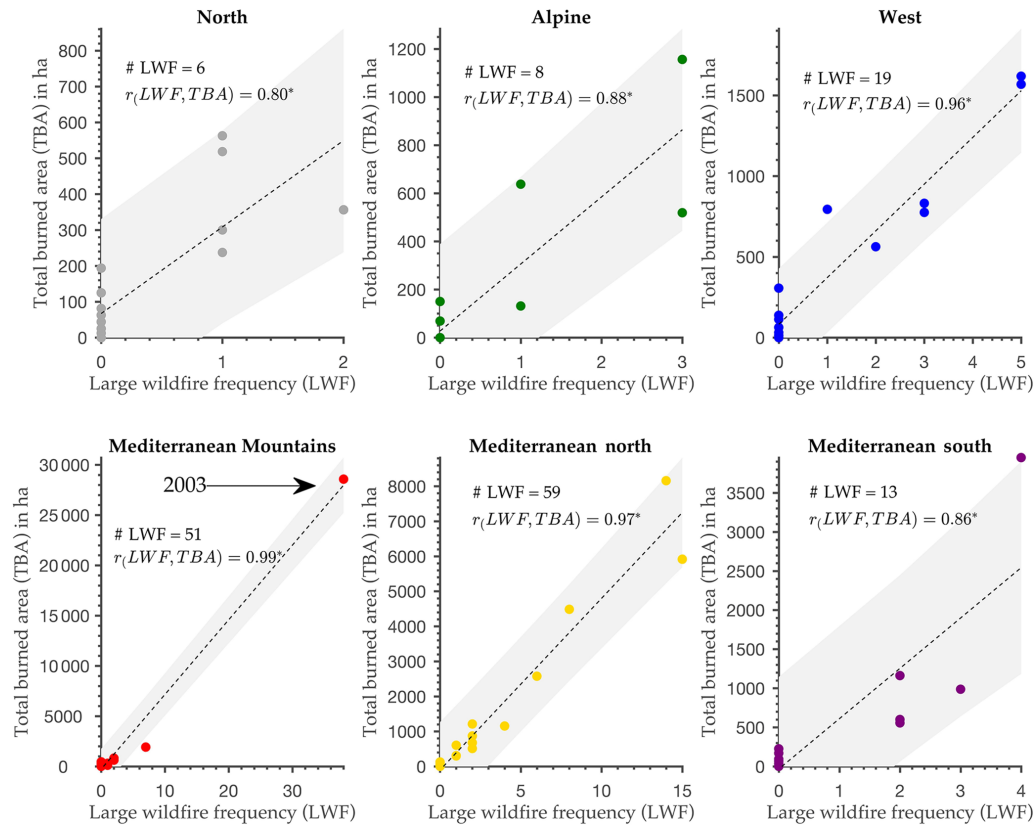 North
Total burned area (TBA) in ha
800
700
600
500
400
300
200
100
0
# LWF = 6
r(LWF, TBA) = 0.80*
0 1 2
Large wildfire frequency (LWF)
Alpine
Total burned area (TBA) in ha
1200
1000
800
600
400
200
0
# LWF = 8
r(LWF, TBA) = 0.88*
0 1 2 3
Large wildfire frequency (LWF)
West
Total burned area (TBA) in ha
1500
1000
500
0
# LWF = 19
r(LWF, TBA) = 0.96*
0 1 2 3 4 5
Large wildfire frequency (LWF)
Mediterranean Mountains
Total burned area (TBA) in ha
30 000
25 000
20 000
15 000
10 000
5000
0
2003
# LWF = 51
r(LWF, TBA) = 0.99*
0 10 20 30
Large wildfire frequency (LWF)
Mediterranean north
Total burned area (TBA) in ha
8000
7000
6000
5000
4000
3000
2000
1000
0
# LWF = 59
r(LWF, TBA) = 0.97*
0 5 10 15
Large wildfire frequency (LWF)
Mediterranean south
Total burned area (TBA) in ha
3500
3000
2500
2000
1500
1000
500
0
# LWF = 13
r(LWF, TBA) = 0.86*
0 1 2 3 4
Large wildfire frequency (LWF)